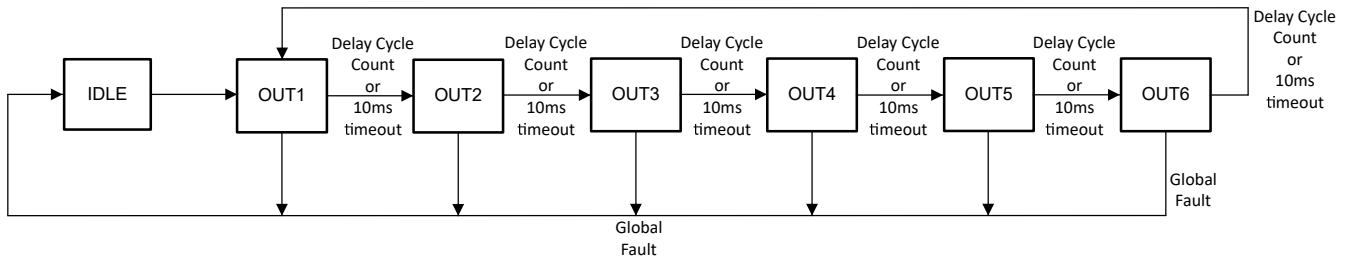 IDLE
OUT1
Delay Cycle
Count
or
10ms
timeout
OUT2
Delay Cycle
Count
or
10ms
timeout
OUT3
Delay Cycle
Count
or
10ms
timeout
OUT4
Delay Cycle
Count
or
10ms
timeout
OUT5
Delay Cycle
Count
or
10ms
timeout
OUT6
Delay Cycle
Count
or
10ms
timeout
Global
Fault
Global
Fault